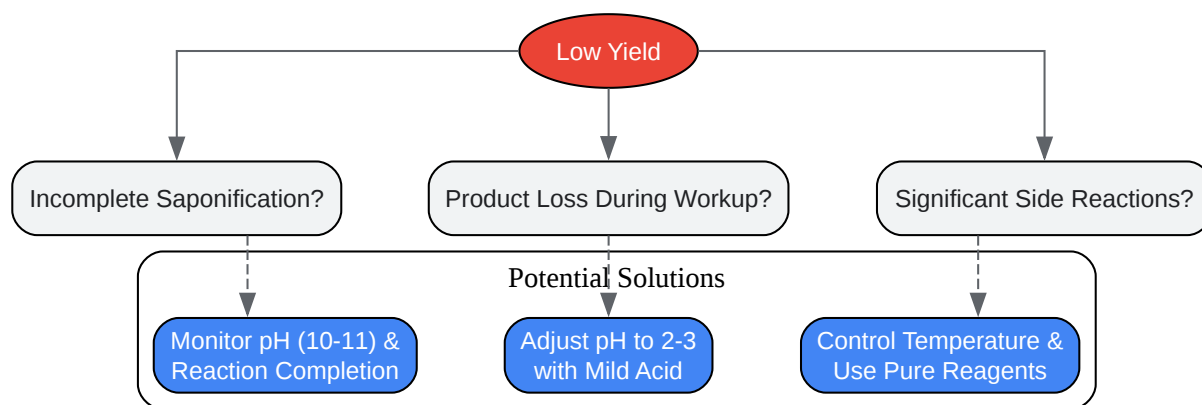 Low Yield
Incomplete Saponification?
Product Loss During Workup?
Significant Side Reactions?
Potential Solutions
Monitor pH (10-11) &
Reaction Completion
Adjust pH to 2-3
with Mild Acid
Control Temperature &
Use Pure Reagents